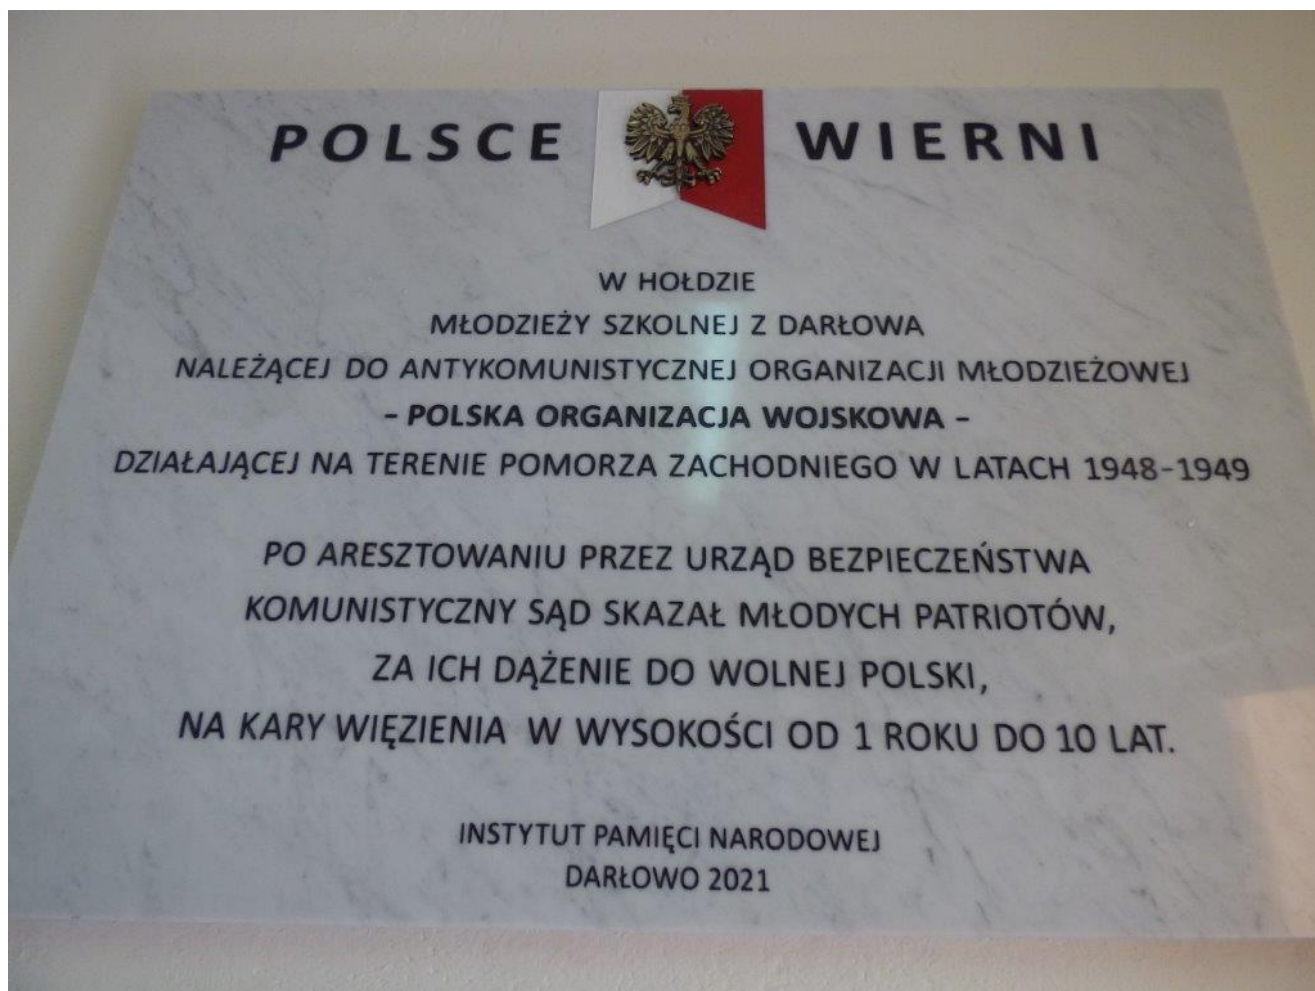 POLSCE WIERNI
W HOŁDZIE
MŁODZIEŻY SZKOLNEJ Z DARŁOWA
NALEŻĄCEJ DO ANTYKOMUNISTYCZNEJ ORGANIZACJI MŁODZIEŻOWEJ
– POLSKA ORGANIZACJA WOJSKOWA –
DZIAŁAJĄCEJ NA TERENIE POMORZA ZACHODNIEGO W LATACH 1948-1949
PO ARESZTOWANIU PRZEZ URZĄD BEZPIECZEŃSTWA
KOMUNISTYCZNY SĄD SKAZAŁ MŁODYCH PATRIOTÓW,
ZA ICH DĄŻENIE DO WOLNEJ POLSKI,
NA KARY WIĘZIENIA W WYSOKOŚCI OD 1 ROKU DO 10 LAT.
INSTYTUT PAMIĘCI NARODOWEJ
DARŁOWO 2021